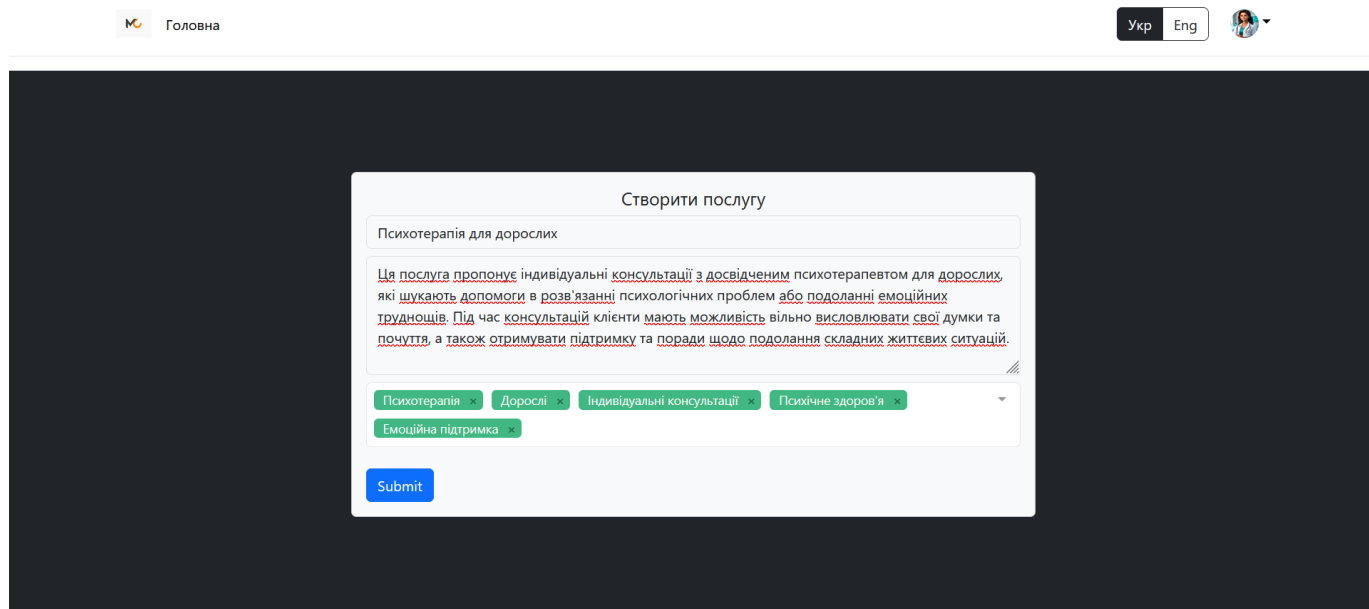 MC Головна Укр Eng
Створити послугу
Психотерапія для дорослих
Ця послуга пропонує індивідуальні консультації з досвідченим психотерапевтом для дорослих,
які шукають допомоги в розв'язанні психологічних проблем або подоланні емоційних
труднощів. Під час консультацій клієнти мають можливість вільно висловлювати свої думки та
почуття, а також отримувати підтримку та поради щодо подолання складних життєвих ситуацій.
Психотерапія × Дорослі × Індивідуальні консультації × Психічне здоров'я ×
Емоційна підтримка ×
Submit